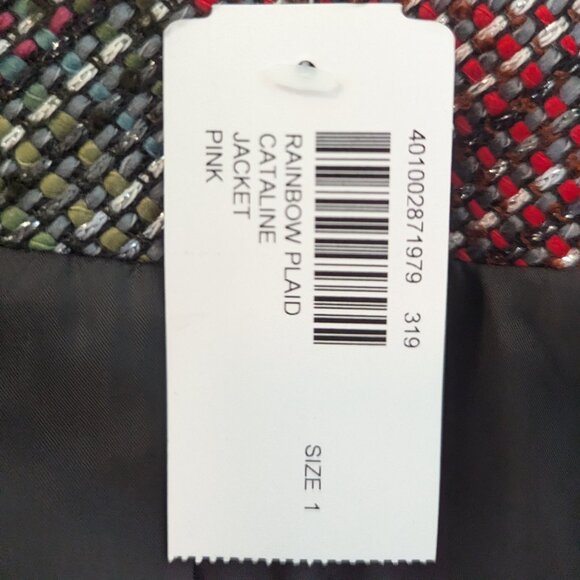 401002871979 319
RAINBOW PLAID
CATALINE
JACKET
PINK
SIZE 1